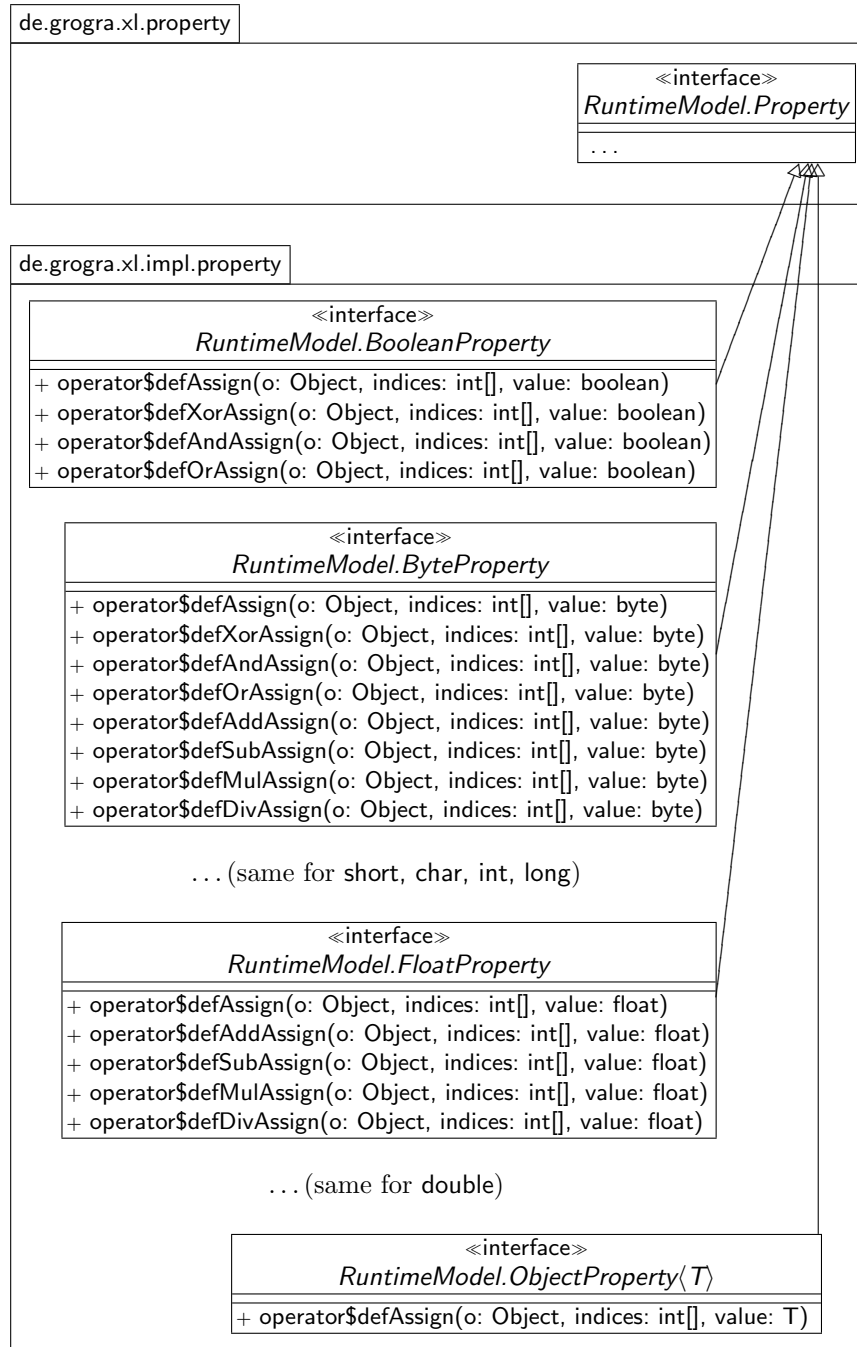 de.grogra.xl.property
≪interface≫
RuntimeModel.Property
...
de.grogra.xl.impl.property
≪interface≫
RuntimeModel.BooleanProperty
+ operator$defAssign(o: Object, indices: int[], value: boolean)
+ operator$defXorAssign(o: Object, indices: int[], value: boolean)
+ operator$defAndAssign(o: Object, indices: int[], value: boolean)
+ operator$defOrAssign(o: Object, indices: int[], value: boolean)
≪interface≫
RuntimeModel.ByteProperty
+ operator$defAssign(o: Object, indices: int[], value: byte)
+ operator$defXorAssign(o: Object, indices: int[], value: byte)
+ operator$defAndAssign(o: Object, indices: int[], value: byte)
+ operator$defOrAssign(o: Object, indices: int[], value: byte)
+ operator$defAddAssign(o: Object, indices: int[], value: byte)
+ operator$defSubAssign(o: Object, indices: int[], value: byte)
+ operator$defMulAssign(o: Object, indices: int[], value: byte)
+ operator$defDivAssign(o: Object, indices: int[], value: byte)
...(same for short, char, int, long)
≪interface≫
RuntimeModel.FloatProperty
+ operator$defAssign(o: Object, indices: int[], value: float)
+ operator$defAddAssign(o: Object, indices: int[], value: float)
+ operator$defSubAssign(o: Object, indices: int[], value: float)
+ operator$defMulAssign(o: Object, indices: int[], value: float)
+ operator$defDivAssign(o: Object, indices: int[], value: float)
...(same for double)
≪interface≫
RuntimeModel.ObjectProperty⟨T⟩
+ operator$defAssign(o: Object, indices: int[], value: T)